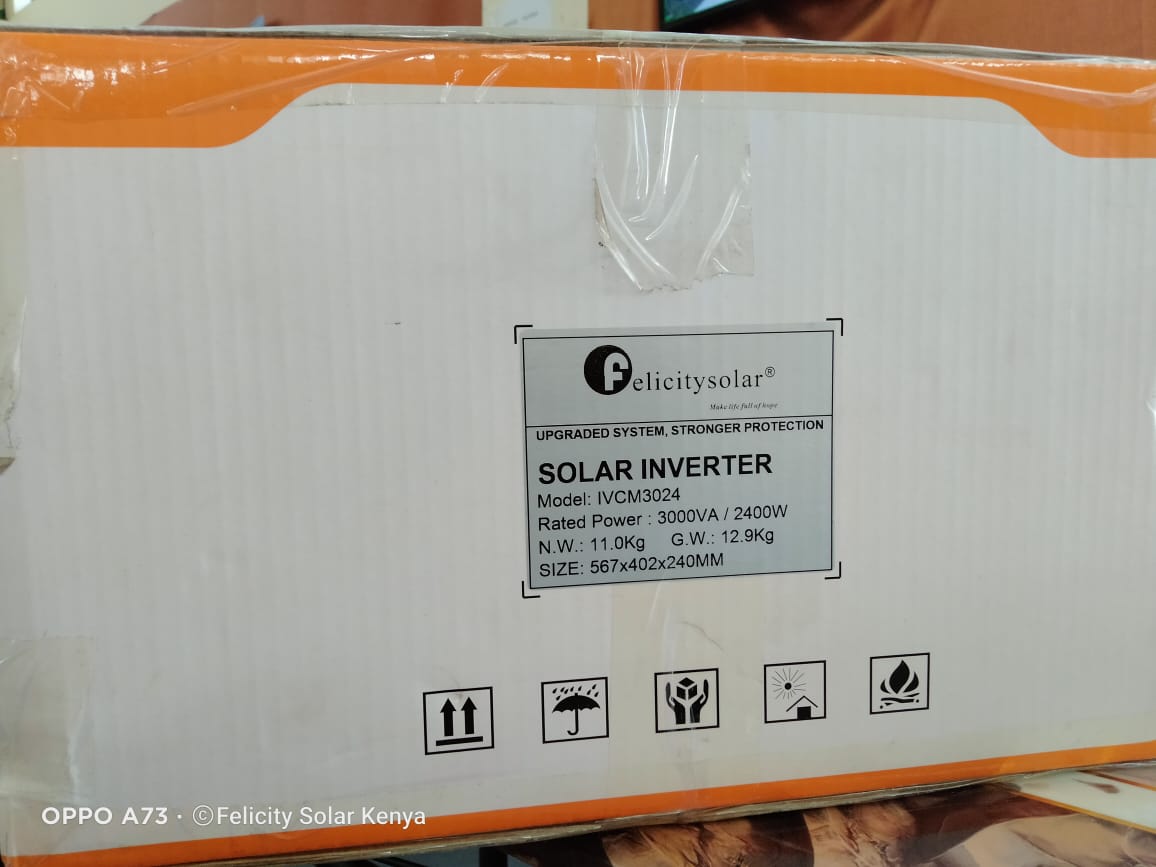 felicitysolar®
Make life full of hope
UPGRADED SYSTEM, STRONGER PROTECTION
SOLAR INVERTER
Model: IVCM3024
Rated Power : 3000VA / 2400W
N.W.: 11.0Kg G.W.: 12.9Kg
SIZE: 567x402x240MM
OPPO A73 · ©Felicity Solar Kenya